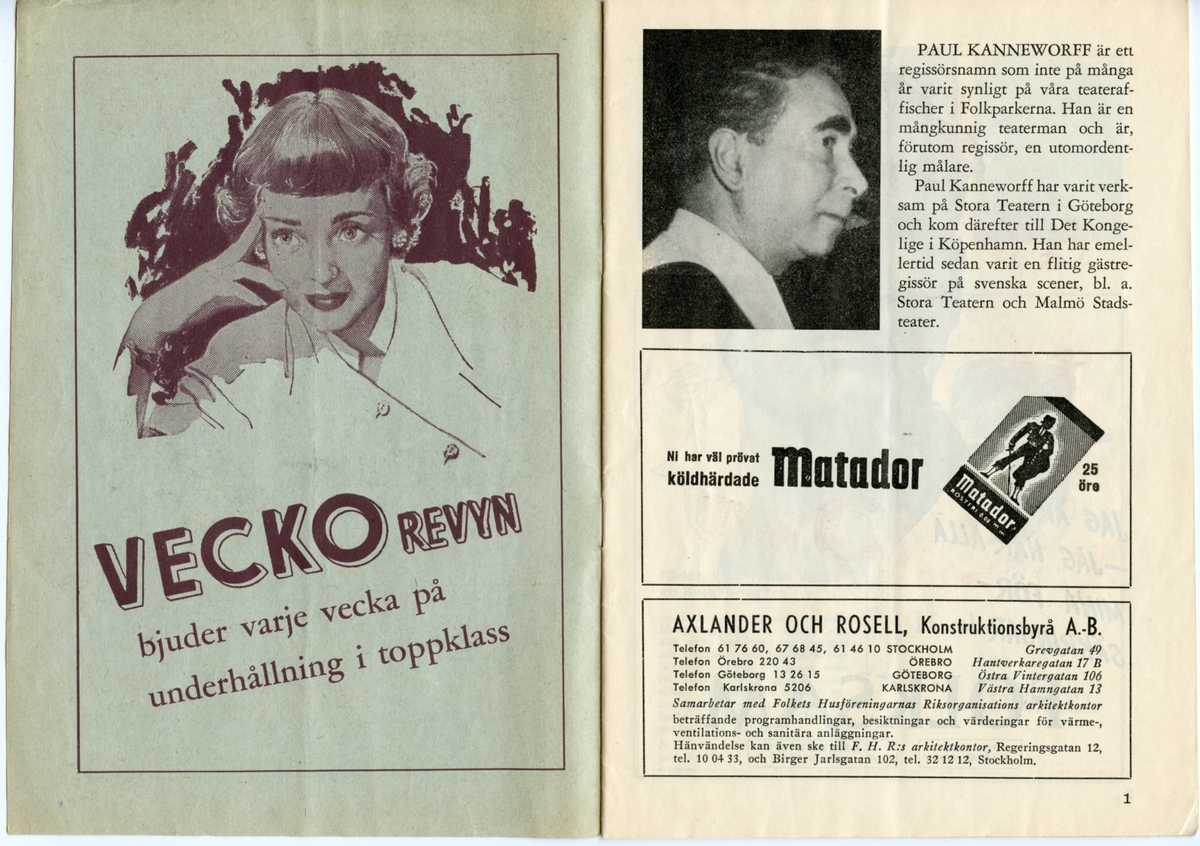 VECKO REVYN
bjuder varje vecka på
underhållning i toppklass
PAUL KANNEWORFF är ett
regissörsnamn som inte på många
år varit synligt på våra teateraf-
fischer i Folkparkerna. Han är en
mångkunnig teaterman och är,
förutom regissör, en utomordent-
lig målare.
Paul Kanneworff har varit verk-
sam på Stora Teatern i Göteborg
och kom därefter till Det Konge-
lige i Köpenhamn. Han har emel-
lertid sedan varit en flitig gästre-
gissör på svenska scener, bl. a.
Stora Teatern och Malmö Stads-
teater.
Ni har väl prövat
köldhärdade
Matador
Matador
25
öre
AXLANDER OCH ROSELL, Konstruktionsbyrå A.-B.
Telefon 61 76 60, 67 68 45, 61 46 10 STOCKHOLM Grevgatan 49
Telefon Örebro 220 43 ÖREBRO Hantverkaregatan 17 B
Telefon Göteborg 13 26 15 GÖTEBORG Östra Vintergatan 106
Telefon Karlskrona 5206 KARLSKRONA Västra Hamngatan 13
Samarbetar med Folkets Husföreningarnas Riksorganisations arkitektkontor
beträffande programhandlingar, besiktningar och värderingar för värme-,
ventilations- och sanitära anläggningar.
Hänvändelse kan även ske till F. H. R:s arkitektkontor, Regeringsgatan 12,
tel. 10 04 33, och Birger Jarlsgatan 102, tel. 32 12 12, Stockholm.
1